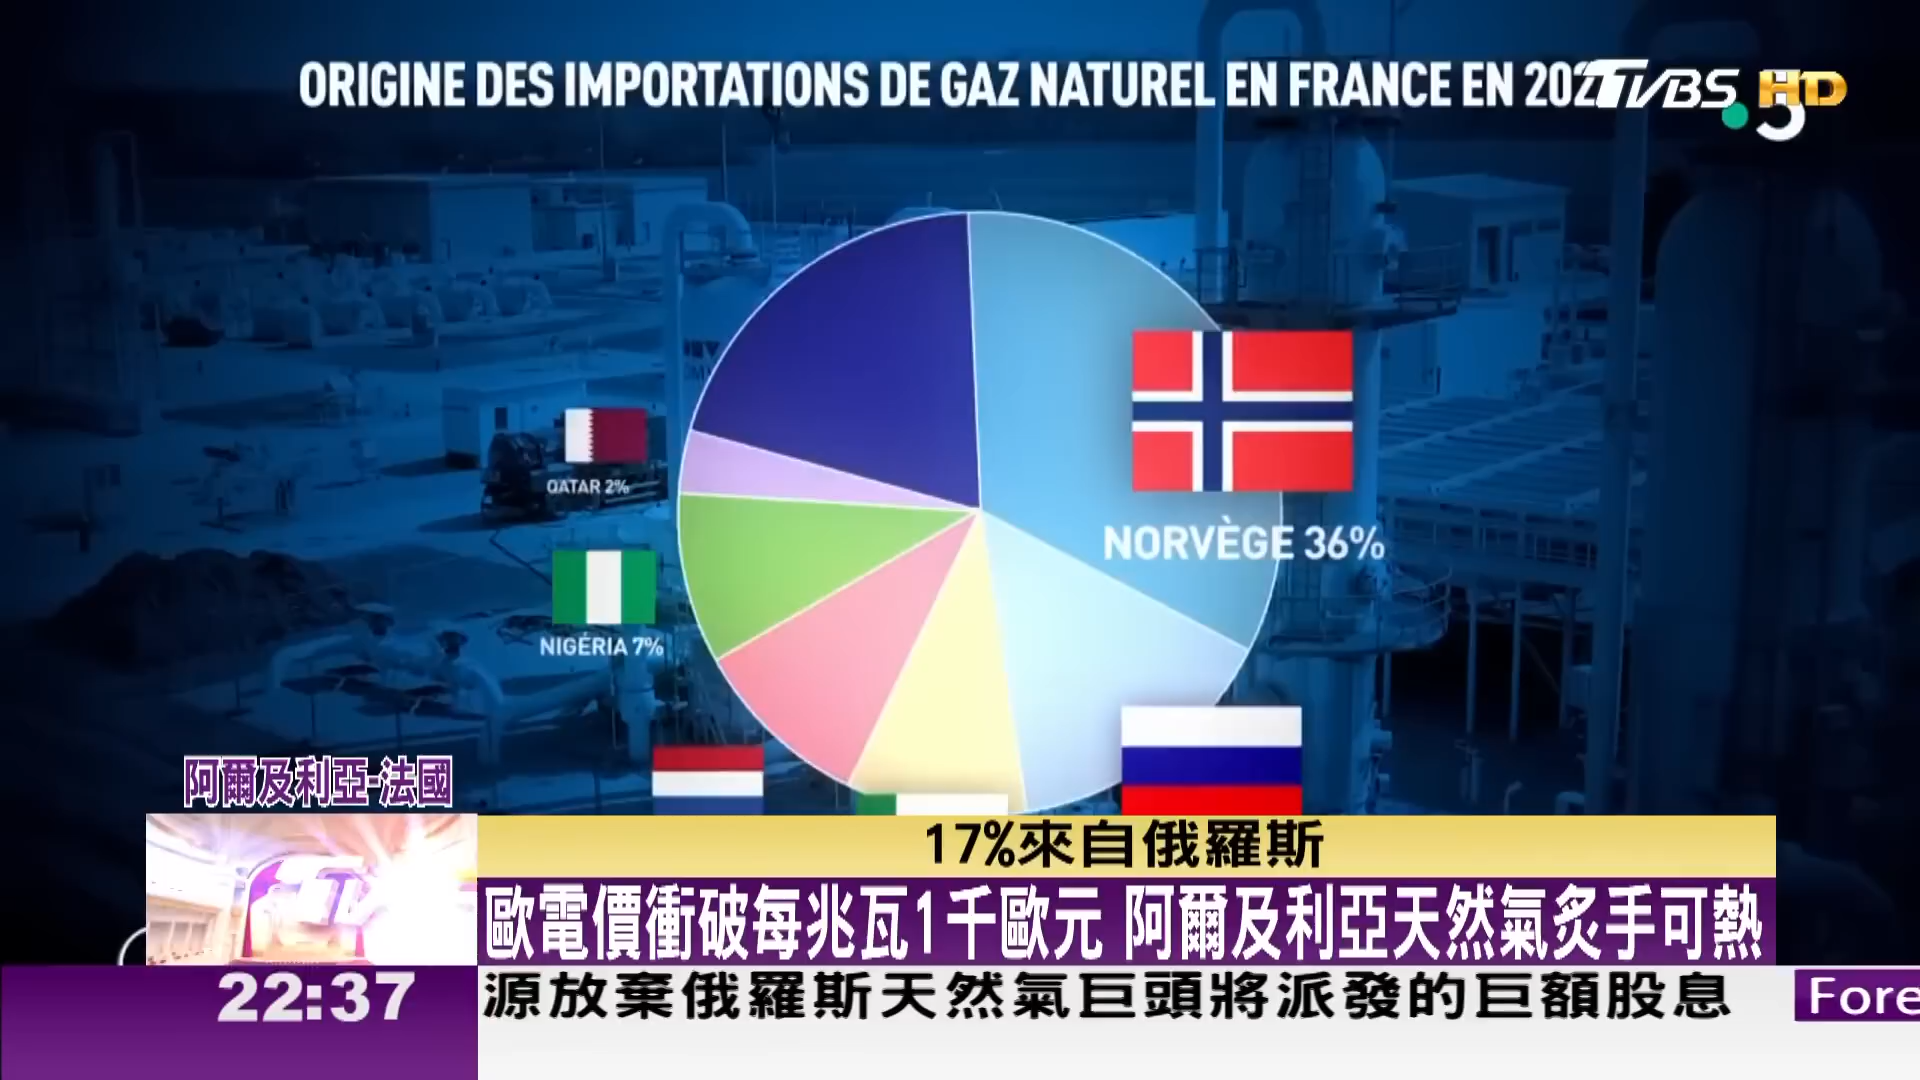 ORIGINE DES IMPORTATIONS DE GAZ NATUREL EN FRANCE EN 202
TVBS HD
5
QATAR 2%
NORVÈGE 36%
NIGÉRIA 7%
阿爾及利亞-法國
17%來自俄羅斯
歐電價衝破每兆瓦1千歐元 阿爾及利亞天然氣炙手可熱
22:37
源放棄俄羅斯天然氣巨頭將派發的巨額股息
Fore